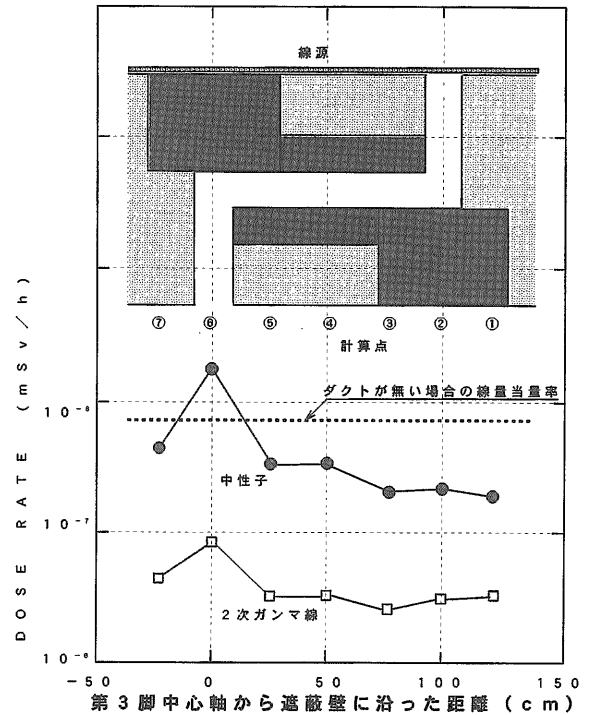 線源
⑦ ⑥ ⑤ ④ ③ ② ①
計算点
ダクトが無い場合の線量当量率
中性子
2次ガンマ線
DOSE RATE (mSv/h)
10⁻⁶
10⁻⁷
10⁻⁸
-50 0 50 100 150
第3脚中心軸から遮蔽壁に沿った距離(cm)